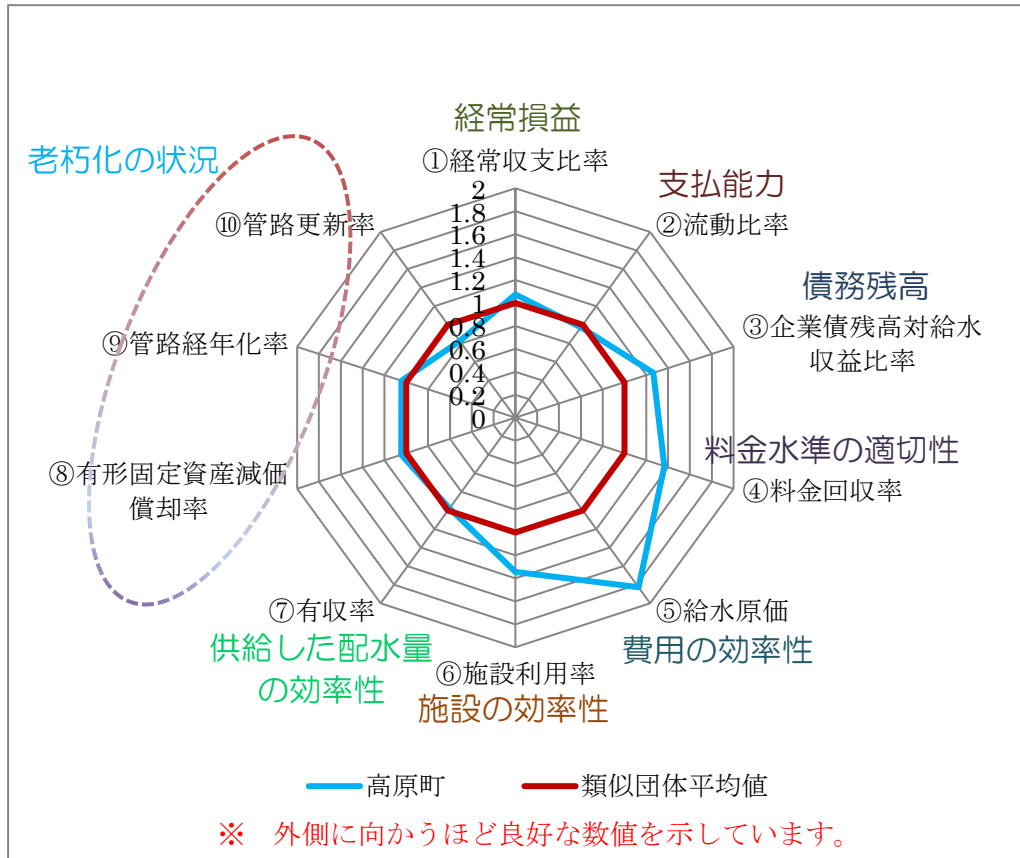 経常損益
①経常収支比率
老朽化の状況
支払能力
②流動比率
⑩管路更新率
2
1.8
1.6
1.4
1.2
1
0.8
0.6
0.4
0.2
0
債務残高
③企業債残高対給水
収益比率
⑨管路経年化率
料金水準の適切性
④料金回収率
⑧有形固定資産減価
償却率
⑤給水原価
費用の効率性
⑦有収率
供給した配水量
の効率性
⑥施設利用率
施設の効率性
高原町
類似団体平均値
※ 外側に向かうほど良好な数値を示しています。